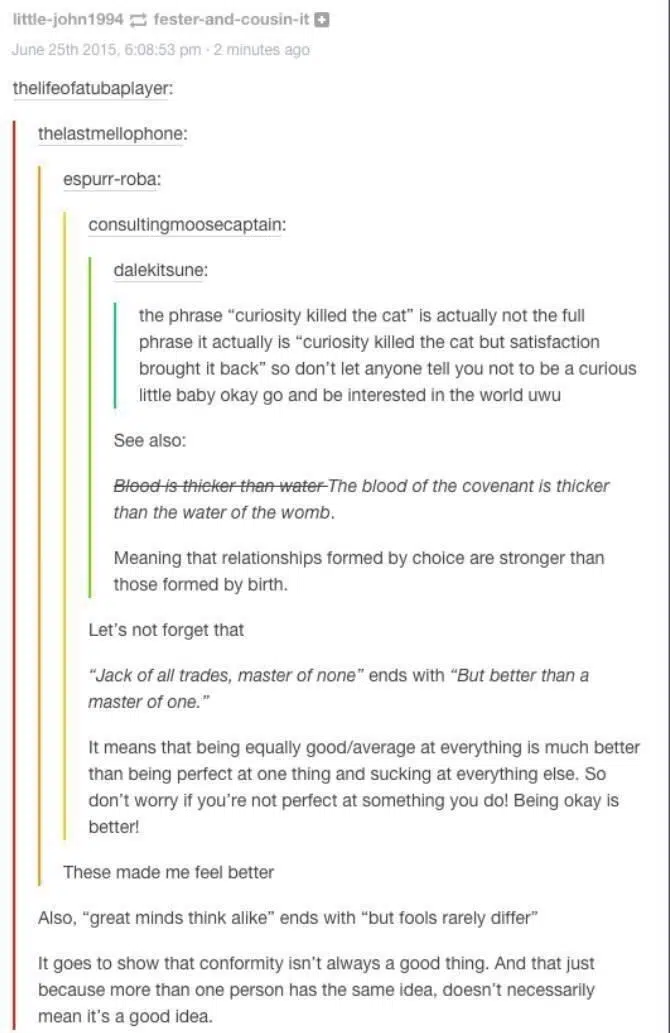 little-john1994 fester-and-cousin-it
June 25th 2015, 6:08:53 pm · 2 minutes ago
thelifeofatubaplayer:
thelastmellophone:
espurr-roba:
consultingmoosecaptain:
dalekitsune:
the phrase “curiosity killed the cat” is actually not the full
phrase it actually is “curiosity killed the cat but satisfaction
brought it back” so don’t let anyone tell you not to be a curious
little baby okay go and be interested in the world uwu
See also:
Blood is thicker than water The blood of the covenant is thicker
than the water of the womb.
Meaning that relationships formed by choice are stronger than
those formed by birth.
Let’s not forget that
“Jack of all trades, master of none” ends with “But better than a
master of one.”
It means that being equally good/average at everything is much better
than being perfect at one thing and sucking at everything else. So
don’t worry if you’re not perfect at something you do! Being okay is
better!
These made me feel better
Also, “great minds think alike” ends with “but fools rarely differ”
It goes to show that conformity isn’t always a good thing. And that just
because more than one person has the same idea, doesn’t necessarily
mean it’s a good idea.